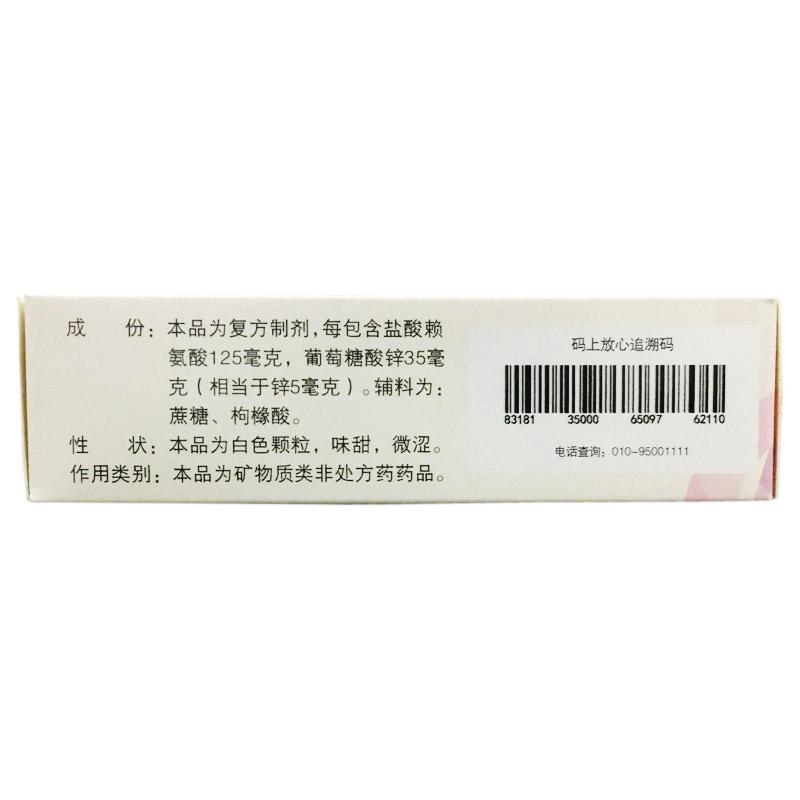 成 份：本品为复方制剂，每包含盐酸赖
氨酸125毫克，葡萄糖酸锌35毫
克（相当于锌5毫克）。辅料为：
蔗糖、枸橼酸。
性 状：本品为白色颗粒，味甜，微涩。
作用类别：本品为矿物质类非处方药药品。
码上放心追溯码
83181 35000 65097 62110
电话查询：010-95001111